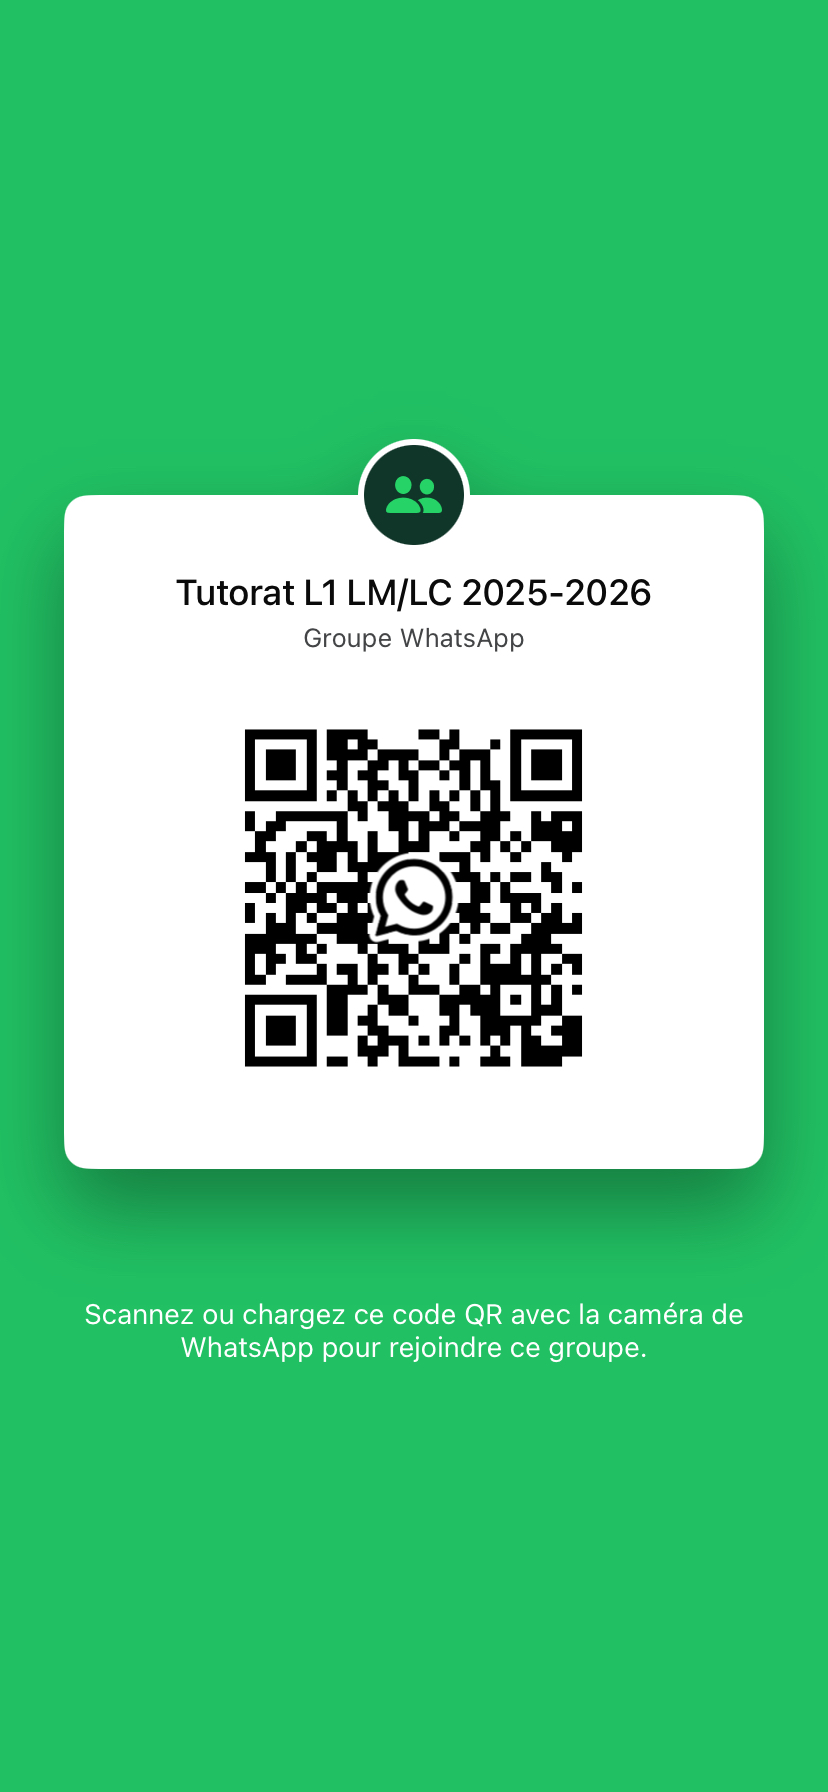 Tutorat L1 LM/LC 2025-2026
Groupe WhatsApp
Scannez ou chargez ce code QR avec la caméra de
WhatsApp pour rejoindre ce groupe.